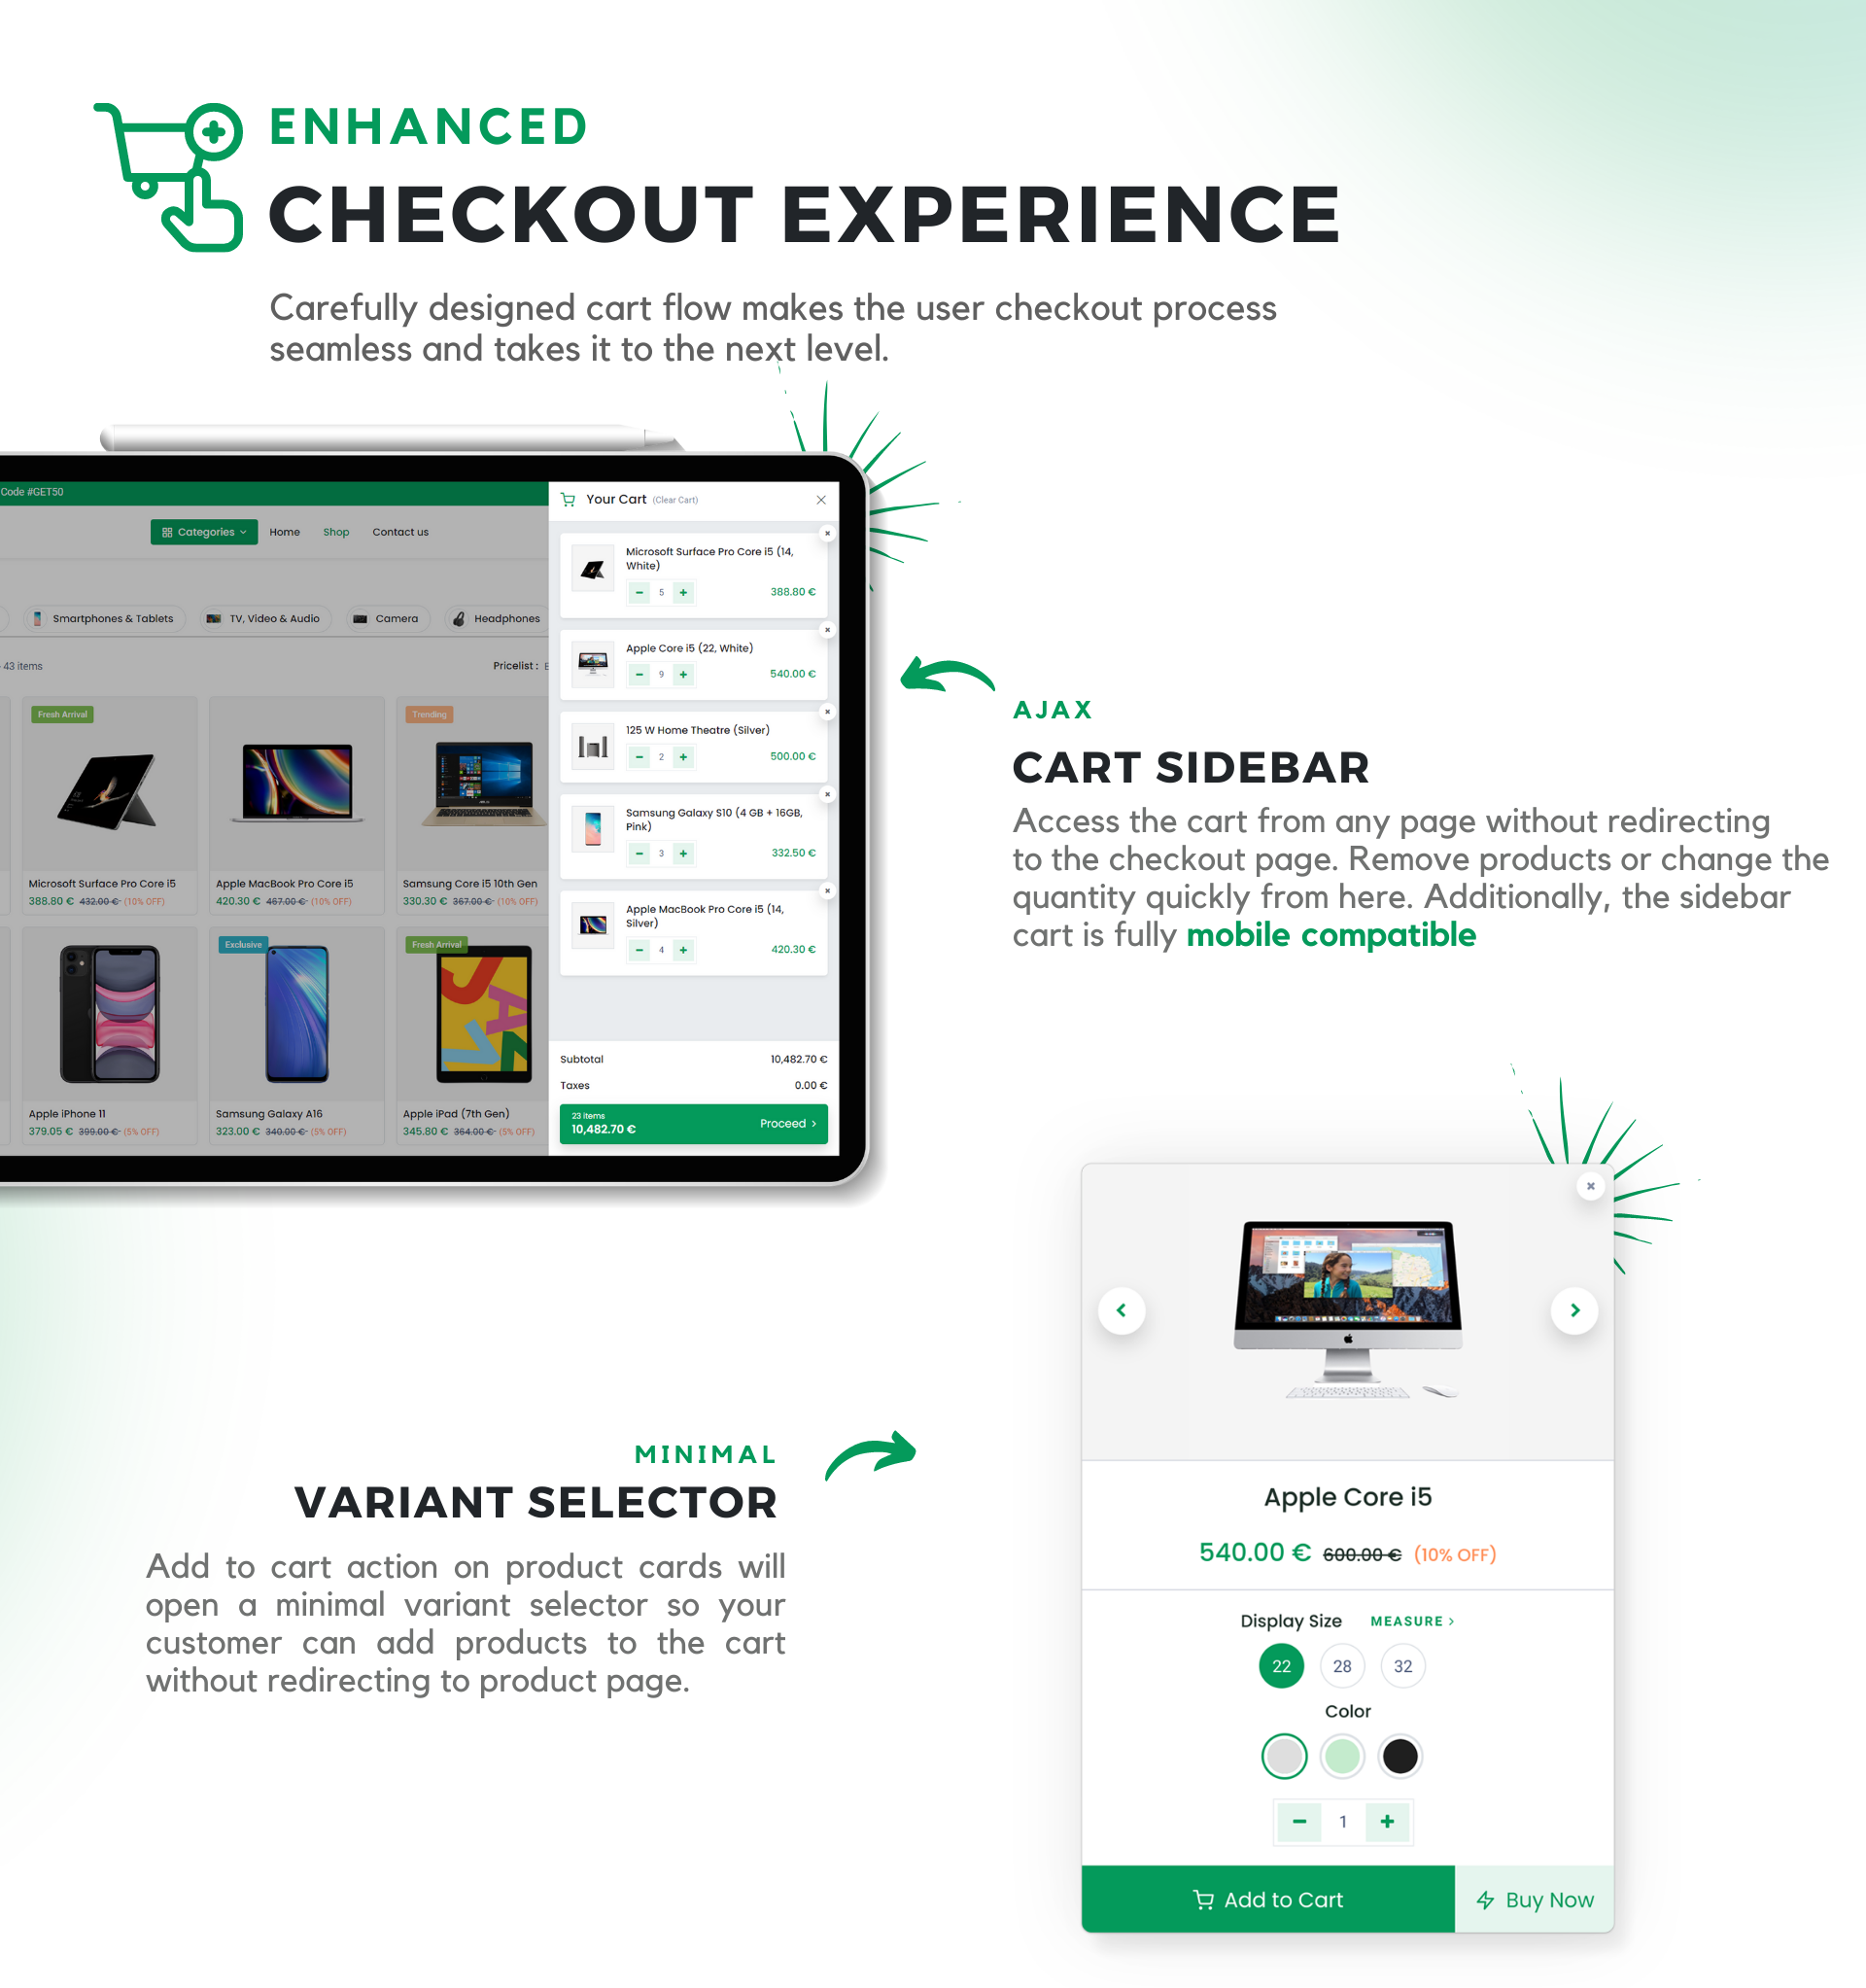 ENHANCED
CHECKOUT EXPERIENCE
Carefully designed cart flow makes the user checkout process
seamless and takes it to the next level.
Code #GET50
Categories
Home
Shop
Contact us
Smartphones & Tablets
TV, Video & Audio
Camera
Headphones
43 items
Pricelist :
Fresh Arrival
Trending
Microsoft Surface Pro Core i5
388.80 € 432.00 € (10% OFF)
Apple MacBook Pro Core i5
420.30 € 467.00 € (10% OFF)
Samsung Core i5 10th Gen
330.30 € 367.00 € (10% OFF)
Exclusive
Fresh Arrival
Apple iPhone 11
379.05 € 399.00 € (5% OFF)
Samsung Galaxy A16
323.00 € 340.00 € (5% OFF)
Apple iPad (7th Gen)
345.80 € 364.00 € (5% OFF)
Your Cart (Clear Cart)
Microsoft Surface Pro Core i5 (14,
White)
5
388.80 €
Apple Core i5 (22, White)
9
540.00 €
125 W Home Theatre (Silver)
2
500.00 €
Samsung Galaxy S10 (4 GB + 16GB,
Pink)
3
332.50 €
Apple MacBook Pro Core i5 (14,
Silver)
4
420.30 €
Subtotal 10,482.70 €
Taxes 0.00 €
23 items
10,482.70 €
Proceed
AJAX
CART SIDEBAR
Access the cart from any page without redirecting
to the checkout page. Remove products or change the
quantity quickly from here. Additionally, the sidebar
cart is fully mobile compatible
MINIMAL
VARIANT SELECTOR
Add to cart action on product cards will
open a minimal variant selector so your
customer can add products to the cart
without redirecting to product page.
Apple Core i5
540.00 € 600.00 € (10% OFF)
Display Size MEASURE
22 28 32
Color
1
Add to Cart
Buy Now